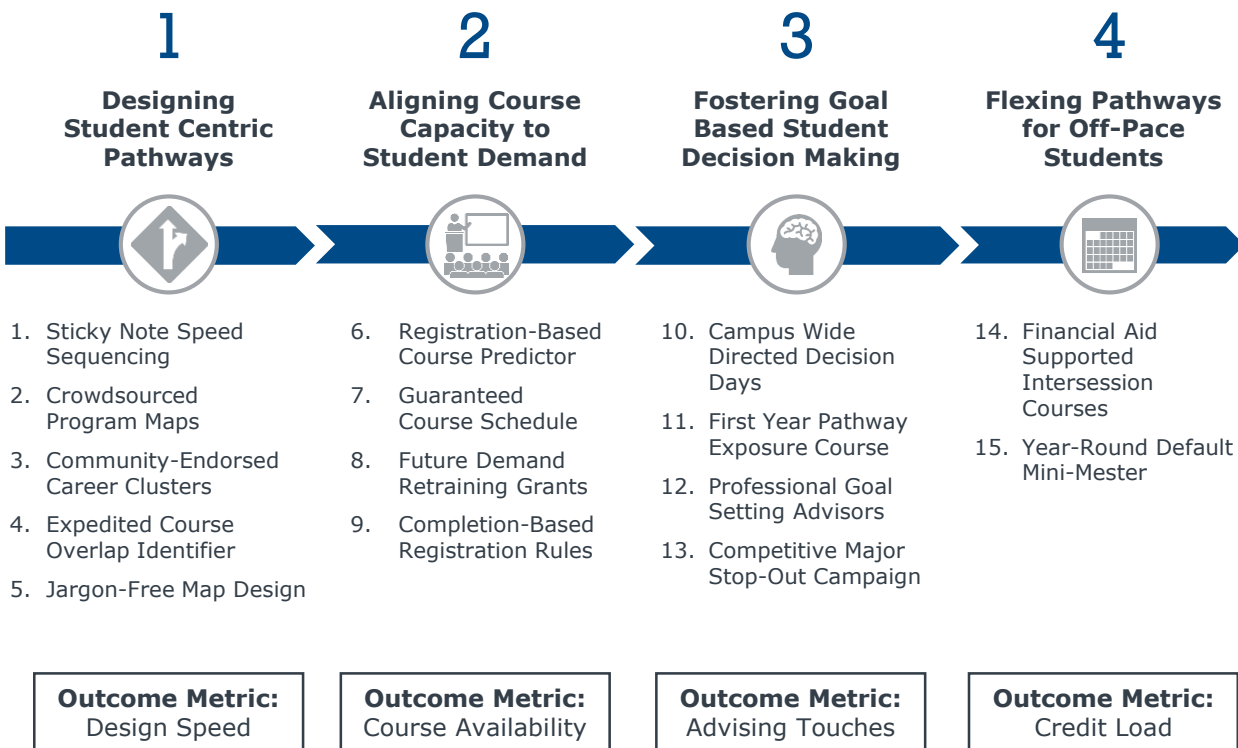 1
Designing
Student Centric
Pathways
1. Sticky Note Speed
Sequencing
2. Crowdsourced
Program Maps
3. Community-Endorsed
Career Clusters
4. Expedited Course
Overlap Identifier
5. Jargon-Free Map Design
Outcome Metric:
Design Speed
2
Aligning Course
Capacity to
Student Demand
6. Registration-Based
Course Predictor
7. Guaranteed
Course Schedule
8. Future Demand
Retraining Grants
9. Completion-Based
Registration Rules
Outcome Metric:
Course Availability
3
Fostering Goal
Based Student
Decision Making
10. Campus Wide
Directed Decision
Days
11. First Year Pathway
Exposure Course
12. Professional Goal
Setting Advisors
13. Competitive Major
Stop-Out Campaign
Outcome Metric:
Advising Touches
4
Flexing Pathways
for Off-Pace
Students
14. Financial Aid
Supported
Intersession
Courses
15. Year-Round Default
Mini-Mester
Outcome Metric:
Credit Load